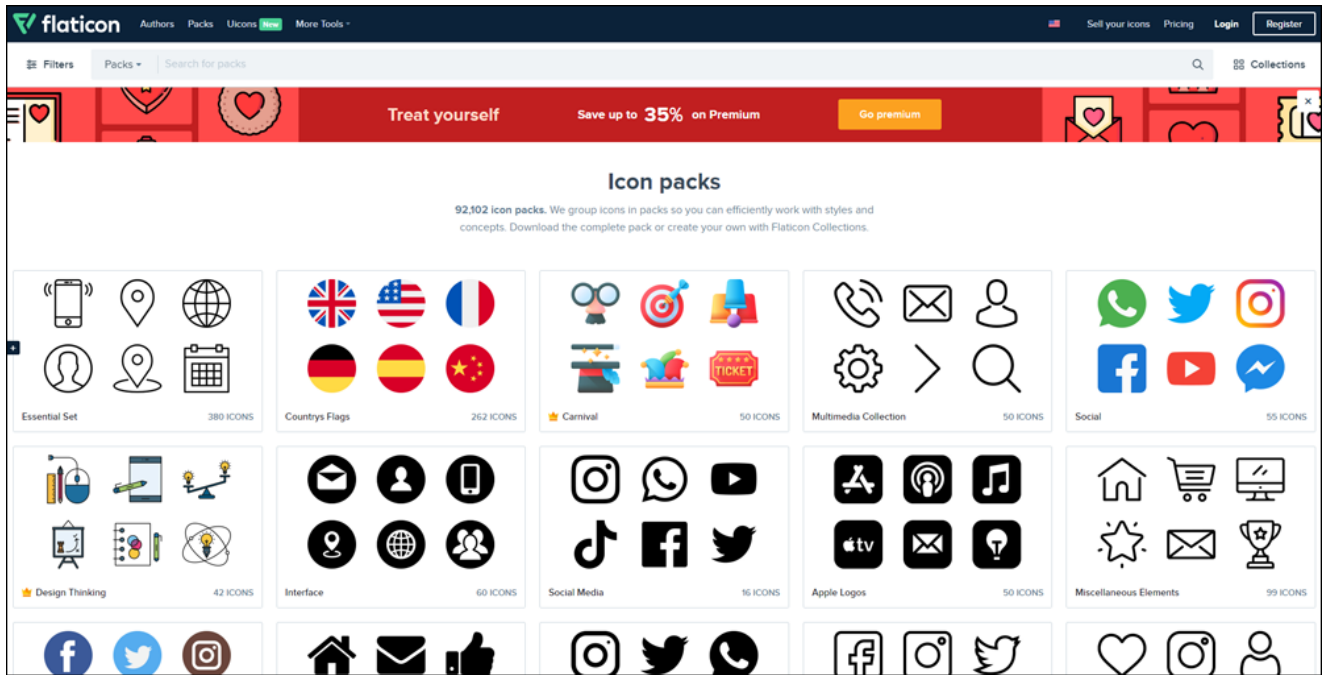 flaticon Authors Packs Uicons New More Tools Sell your icons Pricing Login Register
Filters Packs Search for packs Collections
Treat yourself Save up to 35% on Premium Go premium
Icon packs
92,102 icon packs. We group icons in packs so you can efficiently work with styles and
concepts. Download the complete pack or create your own with Flaticon Collections.
TICKET
Essential Set 380 ICONS Countrys Flags 262 ICONS Carnival 50 ICONS Multimedia Collection 50 ICONS Social 55 ICONS
tv
Design Thinking 42 ICONS Interface 60 ICONS Social Media 16 ICONS Apple Logos 50 ICONS Miscellaneous Elements 99 ICONS